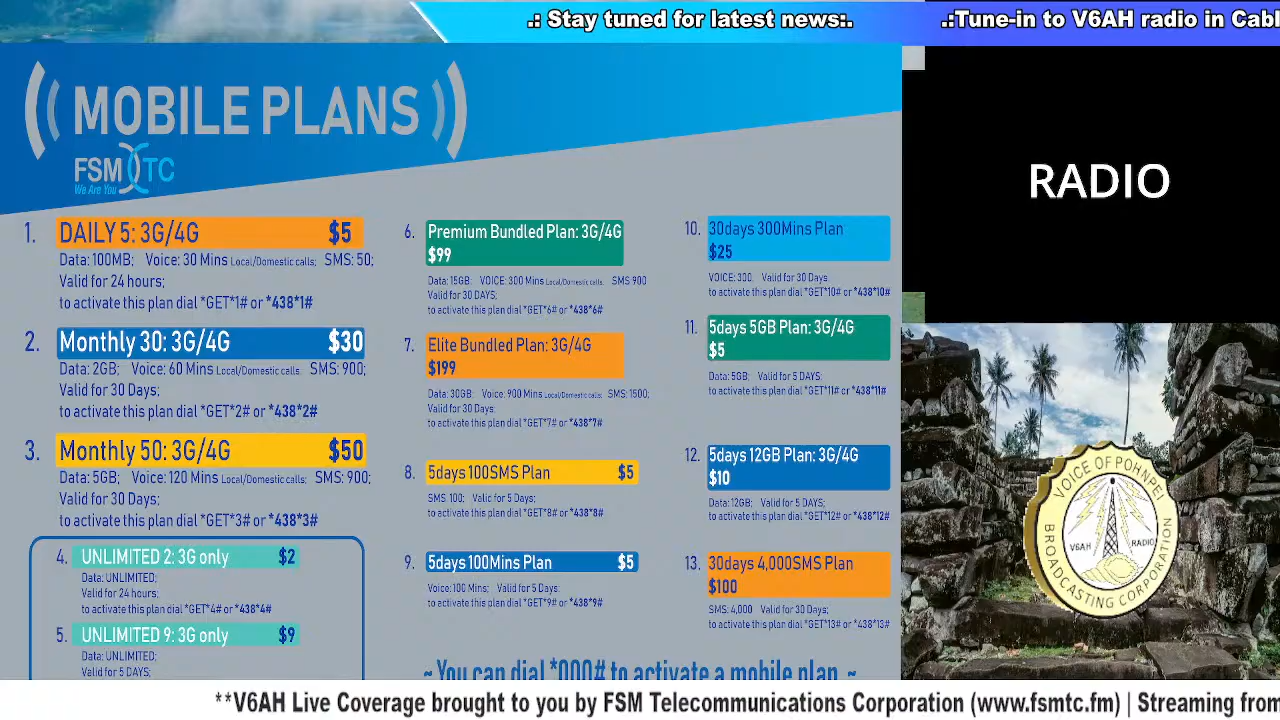 .: Stay tuned for latest news:.
.:Tune-in to V6AH radio in Cabl
MOBILE PLANS
FSMTC
We Are You
1. DAILY 5: 3G/4G $5
Data: 100MB; Voice: 30 Mins Local/Domestic calls; SMS: 50;
Valid for 24 hours;
to activate this plan dial *GET*1# or *438*1#
2. Monthly 30: 3G/4G $30
Data: 2GB; Voice: 60 Mins Local/Domestic calls. SMS: 900;
Valid for 30 Days;
to activate this plan dial *GET*2# or *438*2#
3. Monthly 50: 3G/4G $50
Data: 5GB; Voice: 120 Mins Local/Domestic calls; SMS: 900;
Valid for 30 Days;
to activate this plan dial *GET*3# or *438*3#
4. UNLIMITED 2: 3G only $2
Data: UNLIMITED;
Valid for 24 hours;
to activate this plan dial *GET*4# or *438*4#
5. UNLIMITED 9: 3G only $9
Data: UNLIMITED;
Valid for 5 DAYS;
6. Premium Bundled Plan: 3G/4G
$99
Data: 15GB; VOICE: 300 Mins Local/Domestic calls; SMS 900
Valid for 30 DAYS;
to activate this plan dial *GET*6# or *438*6#
7. Elite Bundled Plan: 3G/4G
$199
Data: 30GB; Voice: 900 Mins Local/Domestic calls; SMS: 1500;
Valid for 30 Days;
to activate this plan dial *GET*7# or *438*7#
8. 5days 100SMS Plan $5
SMS: 100; Valid for 5 Days;
to activate this plan dial *GET*8# or *438*8#
9. 5days 100Mins Plan $5
Voice: 100 Mins; Valid for 5 Days;
to activate this plan dial *GET*9# or *438*9#
~ You can dial *000# to activate a mobile plan ~
10. 30days 300Mins Plan
$25
VOICE: 300 Valid for 30 Days;
to activate this plan dial *GET*10# or *438*10#
11. 5days 5GB Plan: 3G/4G
$5
Data: 5GB; Valid for 5 DAYS;
to activate this plan dial *GET*11# or *438*11#
12. 5days 12GB Plan: 3G/4G
$10
Data: 12GB; Valid for 5 DAYS;
to activate this plan dial *GET*12# or *438*12#
13. 30days 4,000SMS Plan
$100
SMS: 4,000 Valid for 30 Days;
to activate this plan dial *GET*13# or *438*13#
RADIO
VOICE OF POHNPEI
V6AH RADIO
BROADCASTING CORPORATION
**V6AH Live Coverage brought to you by FSM Telecommunications Corporation (www.fsmtc.fm) | Streaming from